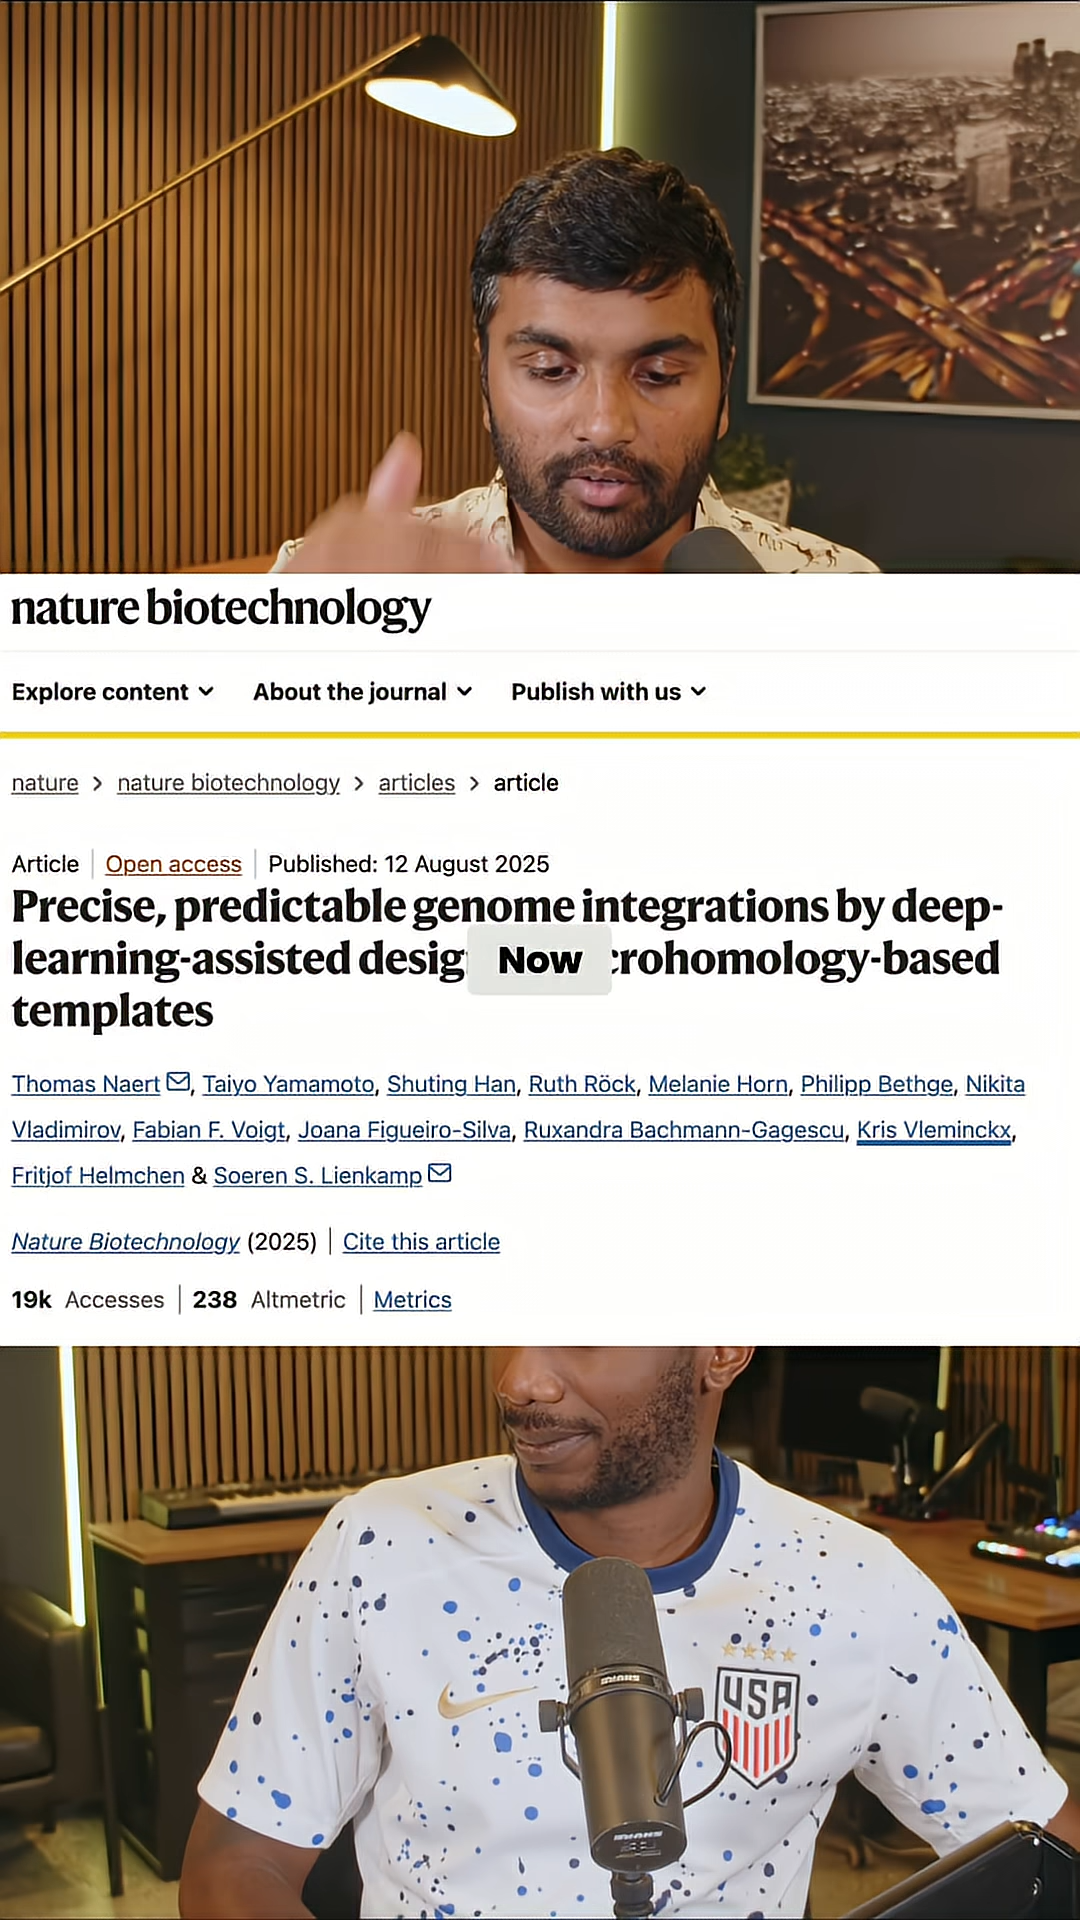 nature biotechnology
Explore content About the journal Publish with us
nature > nature biotechnology > articles > article
Article | Open access | Published: 12 August 2025
Precise, predictable genome integrations by deep-
learning-assisted desig Now crohomology-based
templates
Thomas Naert, Taiyo Yamamoto, Shuting Han, Ruth Röck, Melanie Horn, Philipp Bethge, Nikita
Vladimirov, Fabian F. Voigt, Joana Figueiro-Silva, Ruxandra Bachmann-Gagescu, Kris Vleminckx,
Fritjof Helmchen & Soeren S. Lienkamp
Nature Biotechnology (2025) | Cite this article
19k Accesses | 238 Altmetric | Metrics
USA
SHURE
SHURE